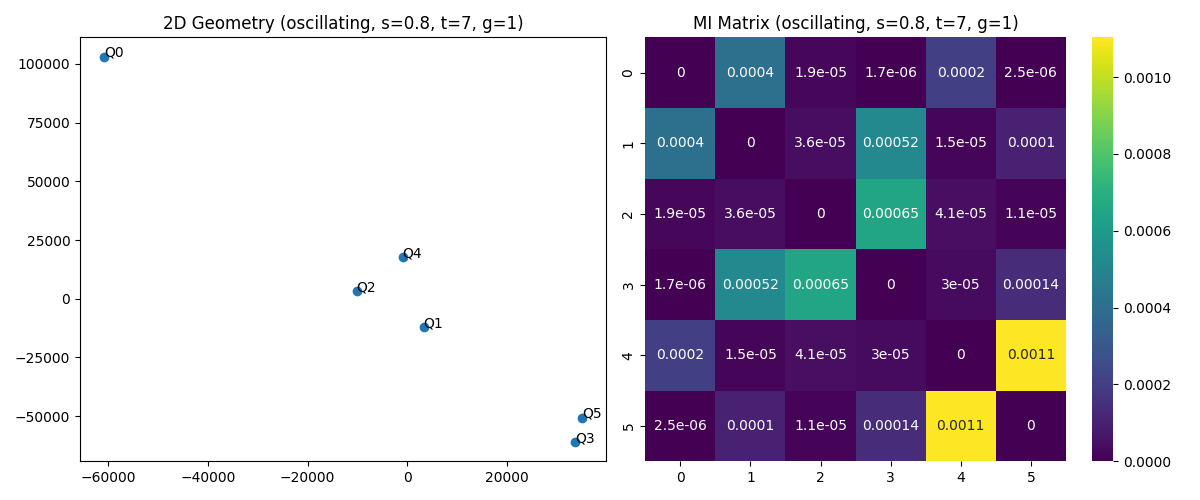 2D Geometry (oscillating, s=0.8, t=7, g=1)
100000
75000
50000
25000
0
−25000
−50000
−60000 −40000 −20000 0 20000
Q0
Q4
Q2
Q1
Q5
Q3
MI Matrix (oscillating, s=0.8, t=7, g=1)
0 0 0.0004 1.9e-05 1.7e-06 0.0002 2.5e-06
1 0.0004 0 3.6e-05 0.00052 1.5e-05 0.0001
2 1.9e-05 3.6e-05 0 0.00065 4.1e-05 1.1e-05
3 1.7e-06 0.00052 0.00065 0 3e-05 0.00014
4 0.0002 1.5e-05 4.1e-05 3e-05 0 0.0011
5 2.5e-06 0.0001 1.1e-05 0.00014 0.0011 0
0 1 2 3 4 5
0.0010
0.0008
0.0006
0.0004
0.0002
0.0000